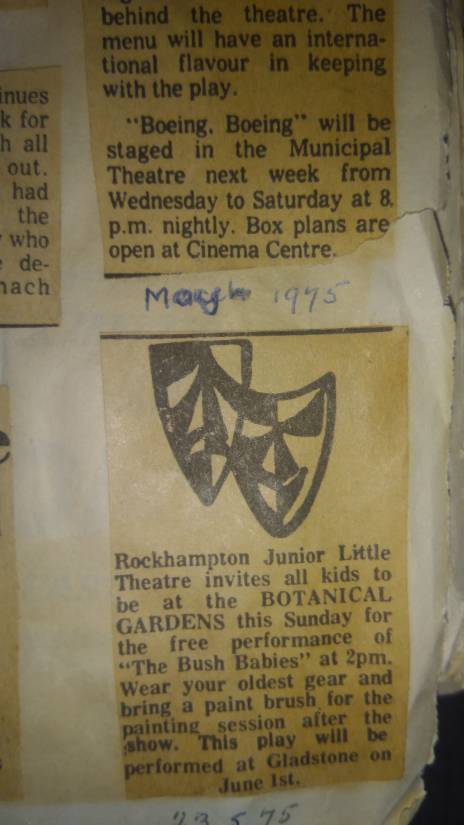 behind the theatre. The
menu will have an interna-
tional flavour in keeping
with the play.
"Boeing, Boeing" will be
staged in the Municipal
Theatre next week from
Wednesday to Saturday at 8.
p.m. nightly. Box plans are
open at Cinema Centre.
inues
k for
h all
out.
had
the
who
de-
1975
Rockhampton Junior Little
Theatre invites all kids to
be at the BOTANICAL
GARDENS this Sunday for
the free performance of
"The Bush Babies" at 2pm.
Wear your oldest gear and
bring a paint brush for the
painting session after the
show. This play will be
performed at Gladstone on
June 1st.
23 5 75